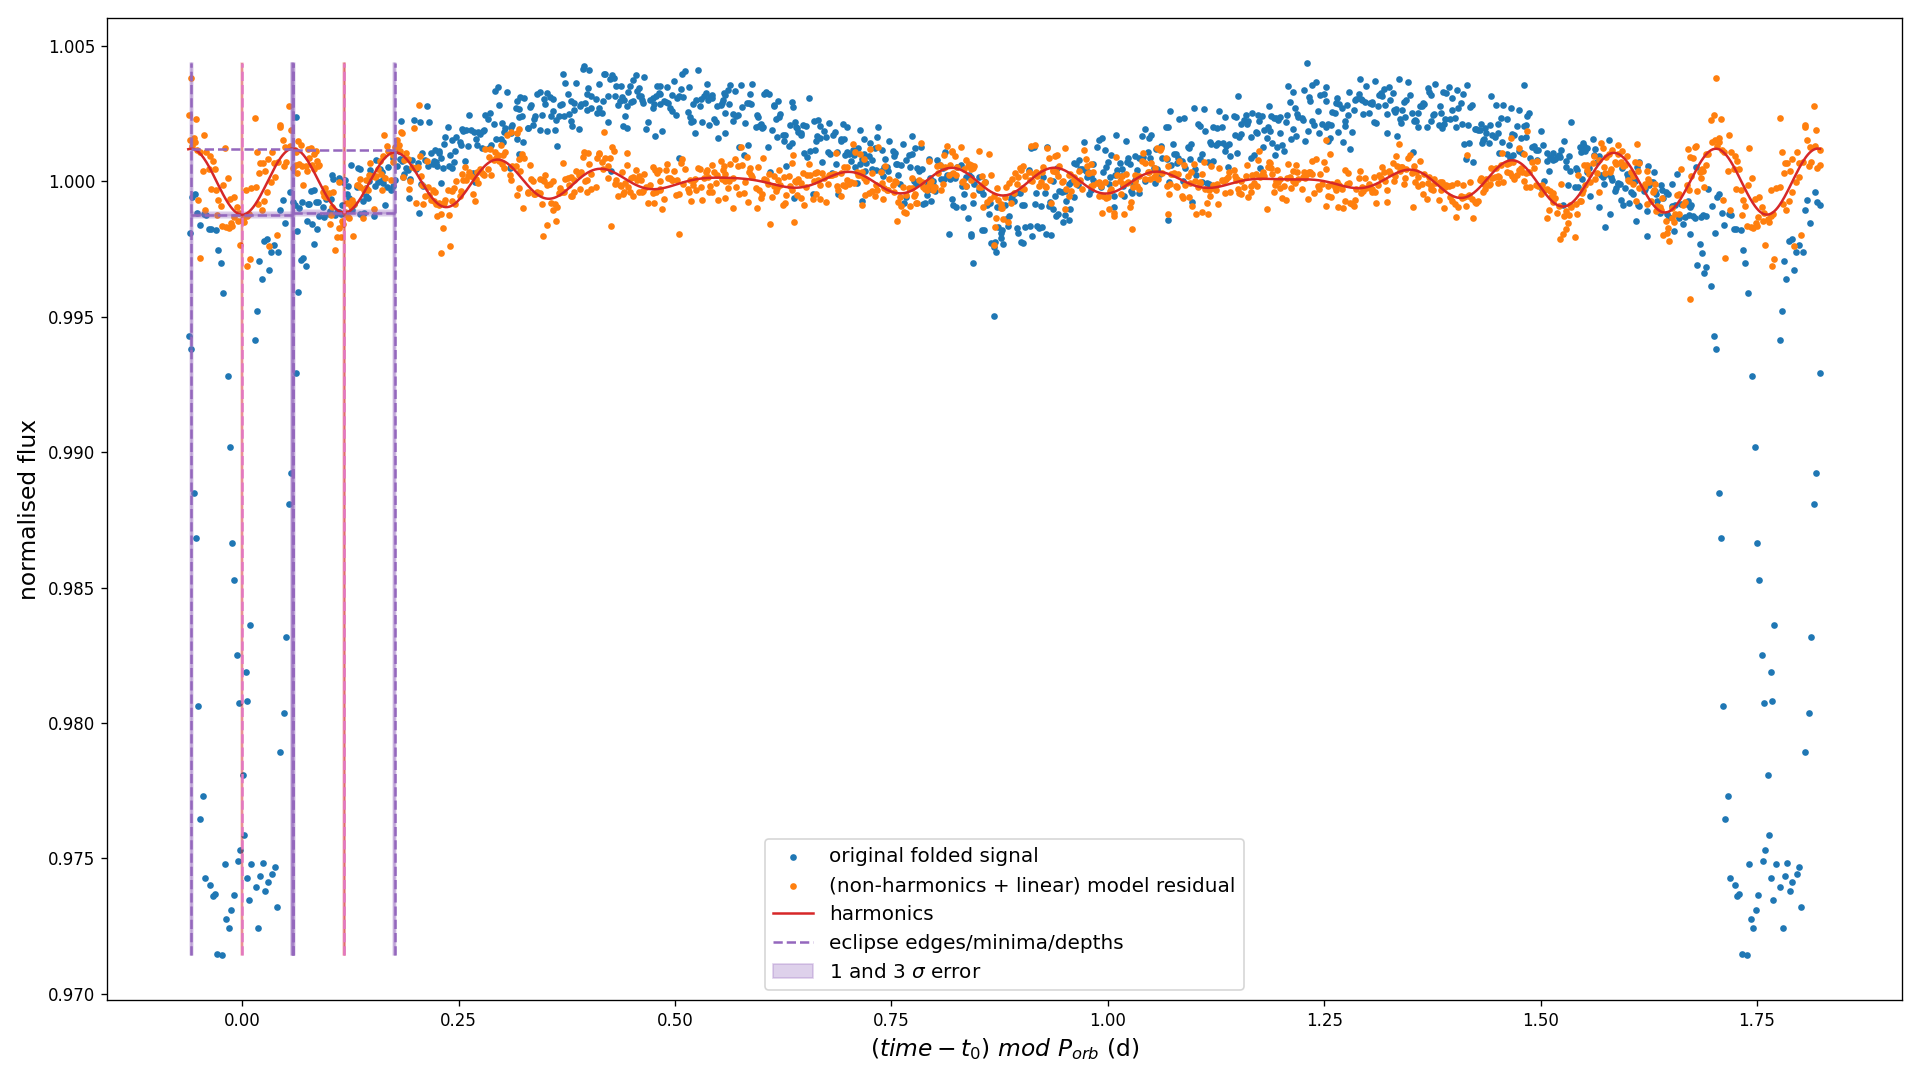 1.005
1.000
0.995
0.990
0.985
0.980
0.975
0.970
normalised flux
original folded signal
(non-harmonics + linear) model residual
harmonics
eclipse edges/minima/depths
1 and 3 σ error
0.00 0.25 0.50 0.75 1.00 1.25 1.50 1.75
(time − t₀) mod P_orb (d)